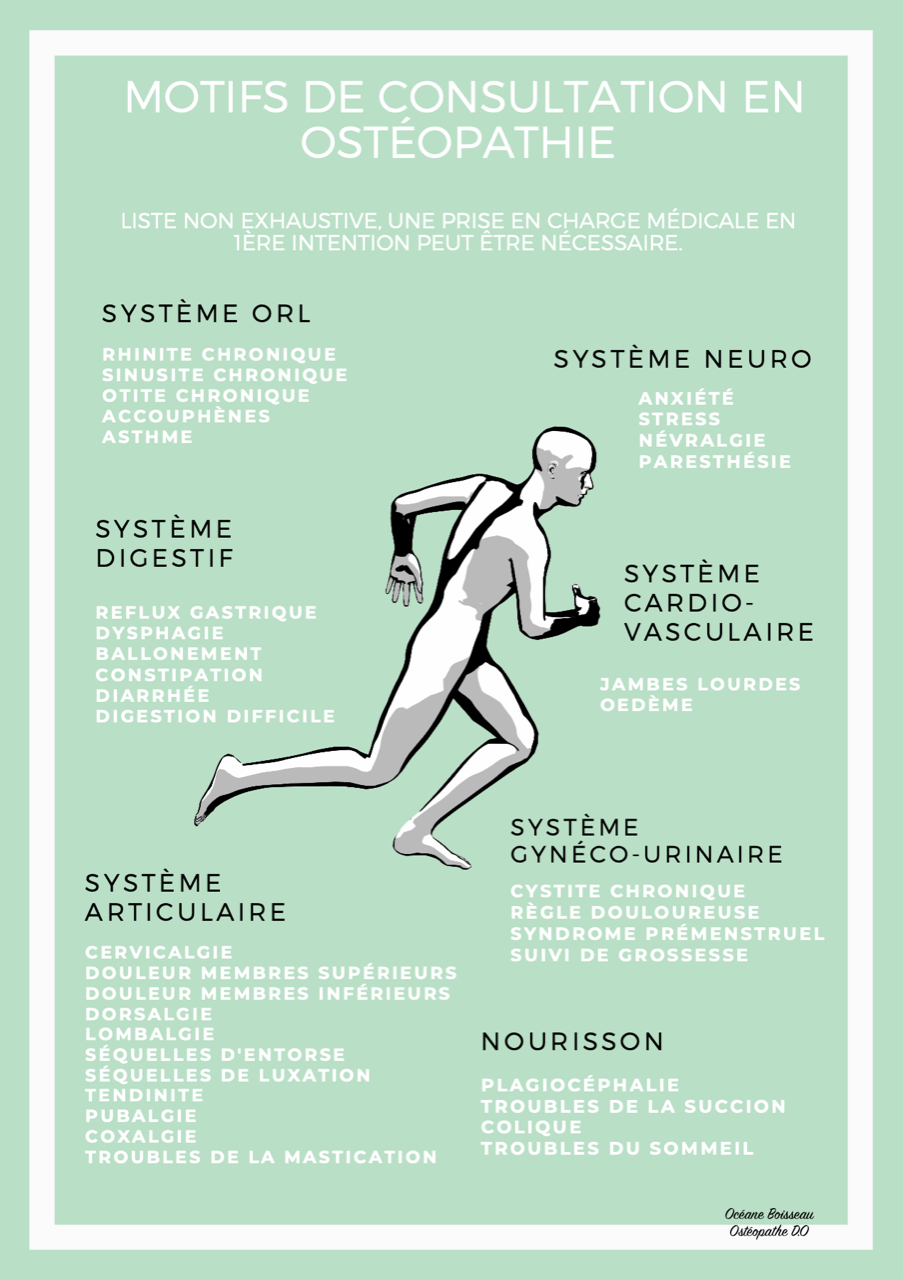 MOTIFS DE CONSULTATION EN
OSTÉOPATHIE
LISTE NON EXHAUSTIVE, UNE PRISE EN CHARGE MÉDICALE EN
1ÈRE INTENTION PEUT ÊTRE NÉCESSAIRE.
SYSTÈME ORL
RHINITE CHRONIQUE
SINUSITE CHRONIQUE
OTITE CHRONIQUE
ACCOUPHÈNES
ASTHME
SYSTÈME NEURO
ANXIÉTÉ
STRESS
NÉVRALGIE
PARESTHÉSIE
SYSTÈME
DIGESTIF
REFLUX GASTRIQUE
DYSPHAGIE
BALLONEMENT
CONSTIPATION
DIARRHÉE
DIGESTION DIFFICILE
SYSTÈME
CARDIO-
VASCULAIRE
JAMBES LOURDES
OEDÈME
SYSTÈME
GYNÉCO-URINAIRE
CYSTITE CHRONIQUE
RÈGLE DOULOUREUSE
SYNDROME PRÉMENSTRUEL
SUIVI DE GROSSESSE
SYSTÈME
ARTICULAIRE
CERVICALGIE
DOULEUR MEMBRES SUPÉRIEURS
DOULEUR MEMBRES INFÉRIEURS
DORSALGIE
LOMBALGIE
SÉQUELLES D'ENTORSE
SÉQUELLES DE LUXATION
TENDINITE
PUBALGIE
COXALGIE
TROUBLES DE LA MASTICATION
NOURISSON
PLAGIOCÉPHALIE
TROUBLES DE LA SUCCION
COLIQUE
TROUBLES DU SOMMEIL
Océane Boisseau
Ostéopathe D.O